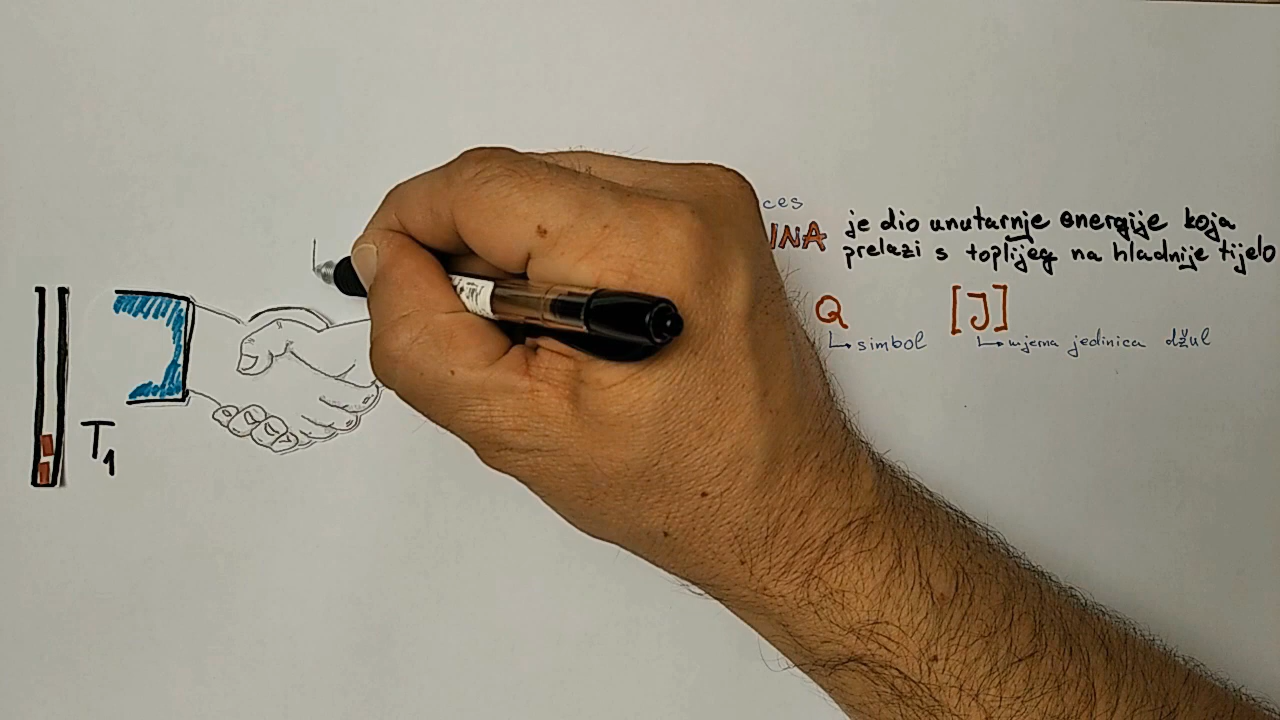 ces
INA je dio unutarnje energije koja
prelazi s toplijeg na hladnije tijelo
Q [J]
simbol mjerna jedinica džul
T1